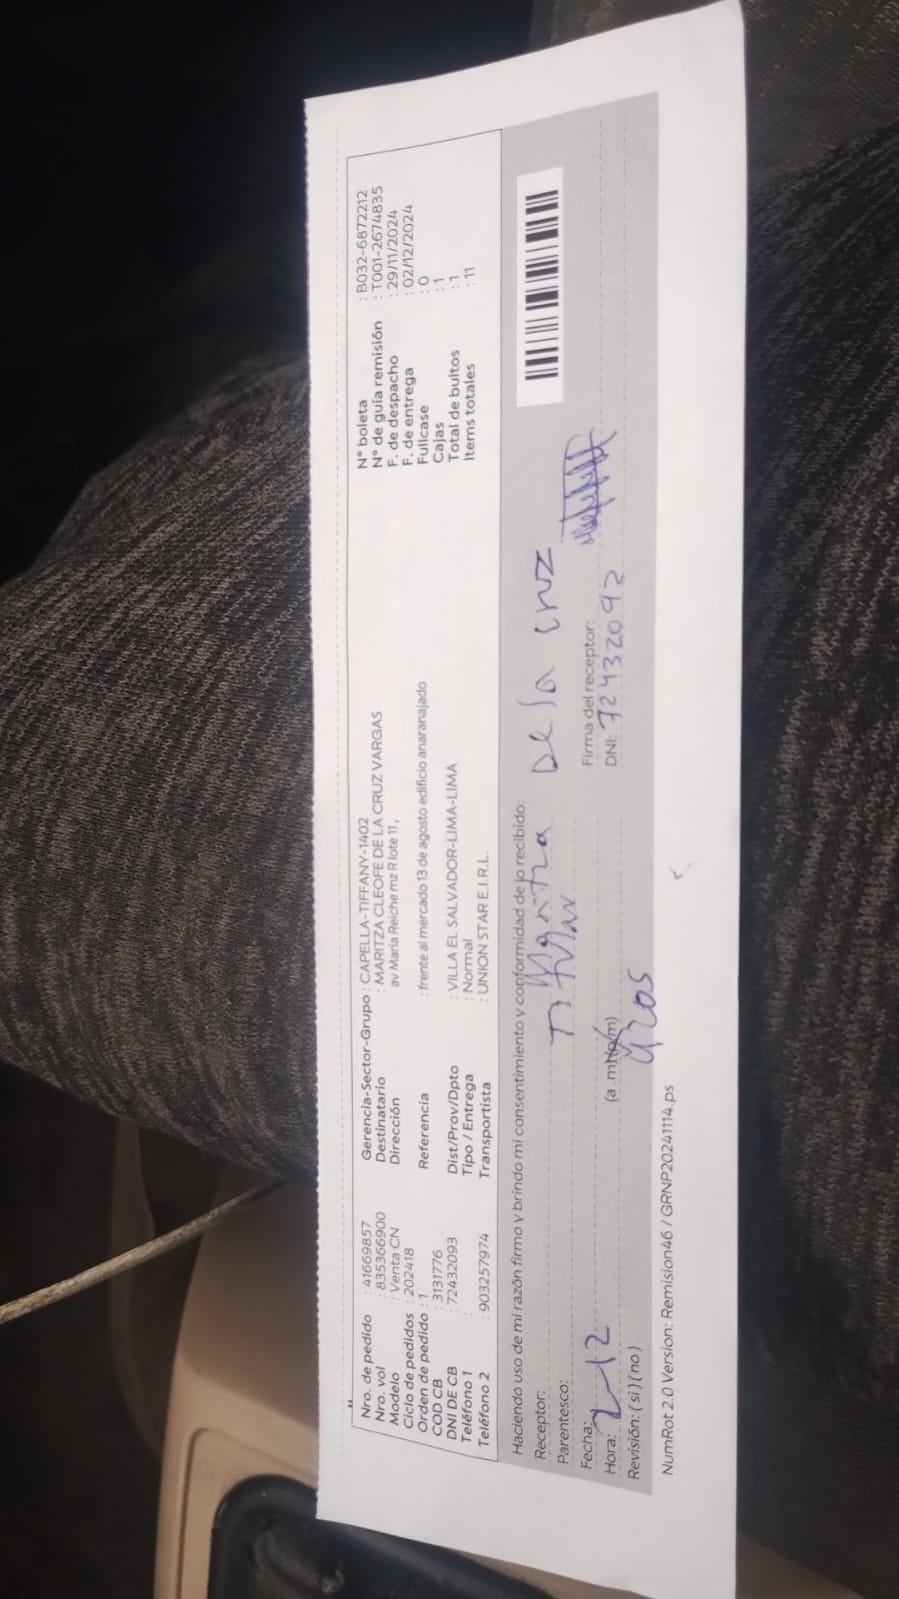 Nro. de pedido : 41669857
Nro. vol : 835366900
Modelo : Venta CN
Ciclo de pedidos : 202418
Orden de pedido : 1
COD CB : 3131776
DNI DE CB : 72432093
Teléfono 1 :
Teléfono 2 : 903257974
Gerencia-Sector-Grupo : CAPELLA-TIFFANY-1402
Destinatario : MARITZA CLEOFE DE LA CRUZ VARGAS
Dirección av María Reiche mz R lote 11,
Referencia : frente al mercado 13 de agosto edificio anaranajado
Dist/Prov/Dpto : VILLA EL SALVADOR-LIMA-LIMA
Tipo / Entrega : Normal
Transportista : UNION STAR E.I.R.L.
N° boleta : B032-6872212
N° de guía remisión : T001-2674835
F. de despacho : 29/11/2024
F. de entrega : 02/12/2024
Fullcase : 0
Cajas : 1
Total de bultos : 1
Items totales : 11
Haciendo uso de mi razón firmo y brindo mi consentimiento y conformidad de lo recibido:
Receptor: De la cruz
Parentesco: Titular
Fecha: 2-12 Firma del receptor:
Hora: (a .m) DNI: 72432092
Revisión: ( si ) ( no )
NumRot 2.0 Version: Remision46 / GRNP20241114.ps